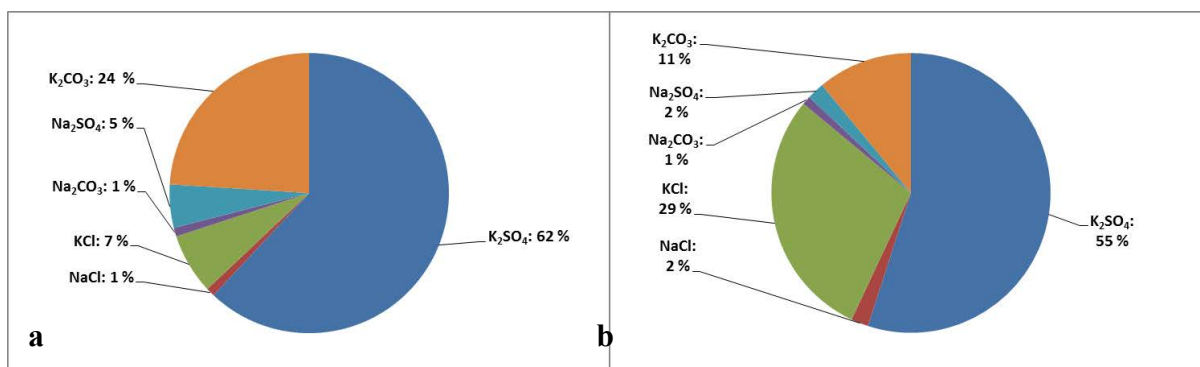 K₂CO₃: 24 %
Na₂SO₄: 5 %
Na₂CO₃: 1 %
KCl: 7 %
NaCl: 1 %
K₂SO₄: 62 %
a
K₂CO₃:
11 %
Na₂SO₄:
2 %
Na₂CO₃:
1 %
KCl:
29 %
NaCl:
2 %
K₂SO₄:
55 %
b